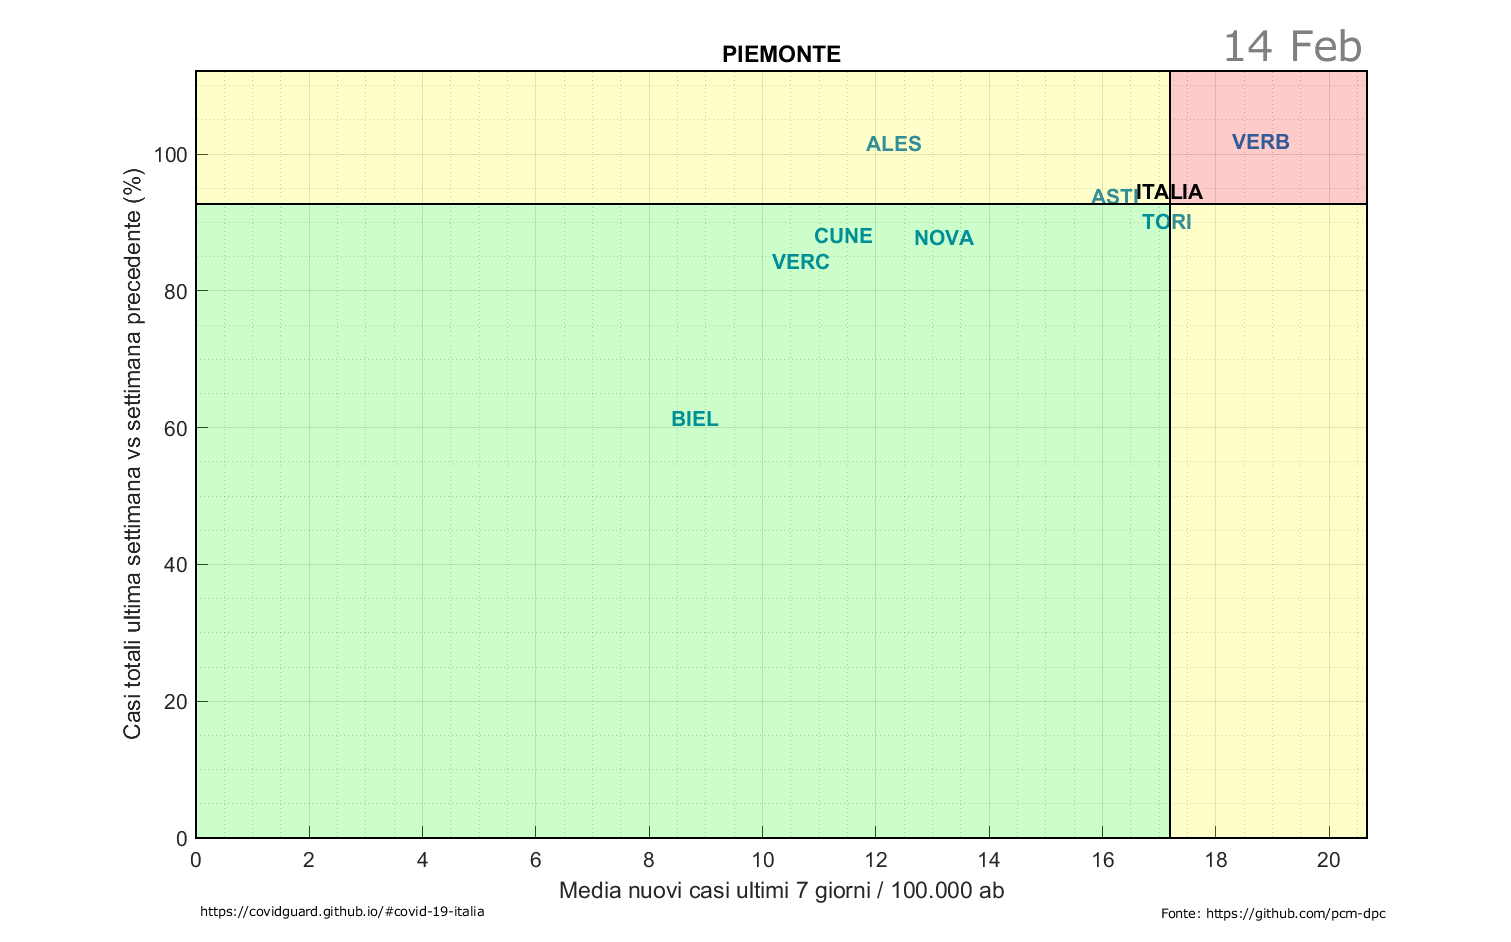 14 Feb
PIEMONTE
ALES
VERB
100
ASTI
ITALIA
TORI
CUNE
NOVA
VERC
80
BIEL
60
40
20
0
Casi totali ultima settimana vs settimana precedente (%)
0 2 4 6 8 10 12 14 16 18 20
Media nuovi casi ultimi 7 giorni / 100.000 ab
https://covidguard.github.io/#covid-19-italia
Fonte: https://github.com/pcm-dpc